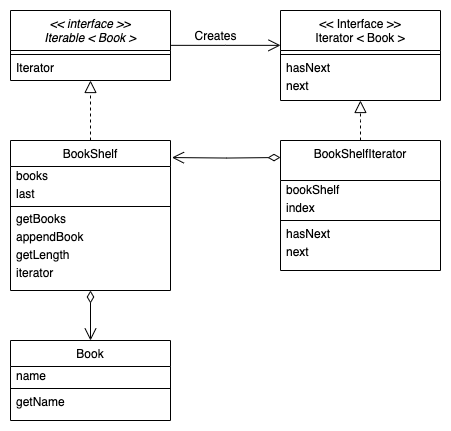 << interface >>
Iterable < Book >
Iterator
Creates
<< Interface >>
Iterator < Book >
hasNext
next
BookShelf
books
last
getBooks
appendBook
getLength
iterator
BookShelfIterator
bookShelf
index
hasNext
next
Book
name
getName